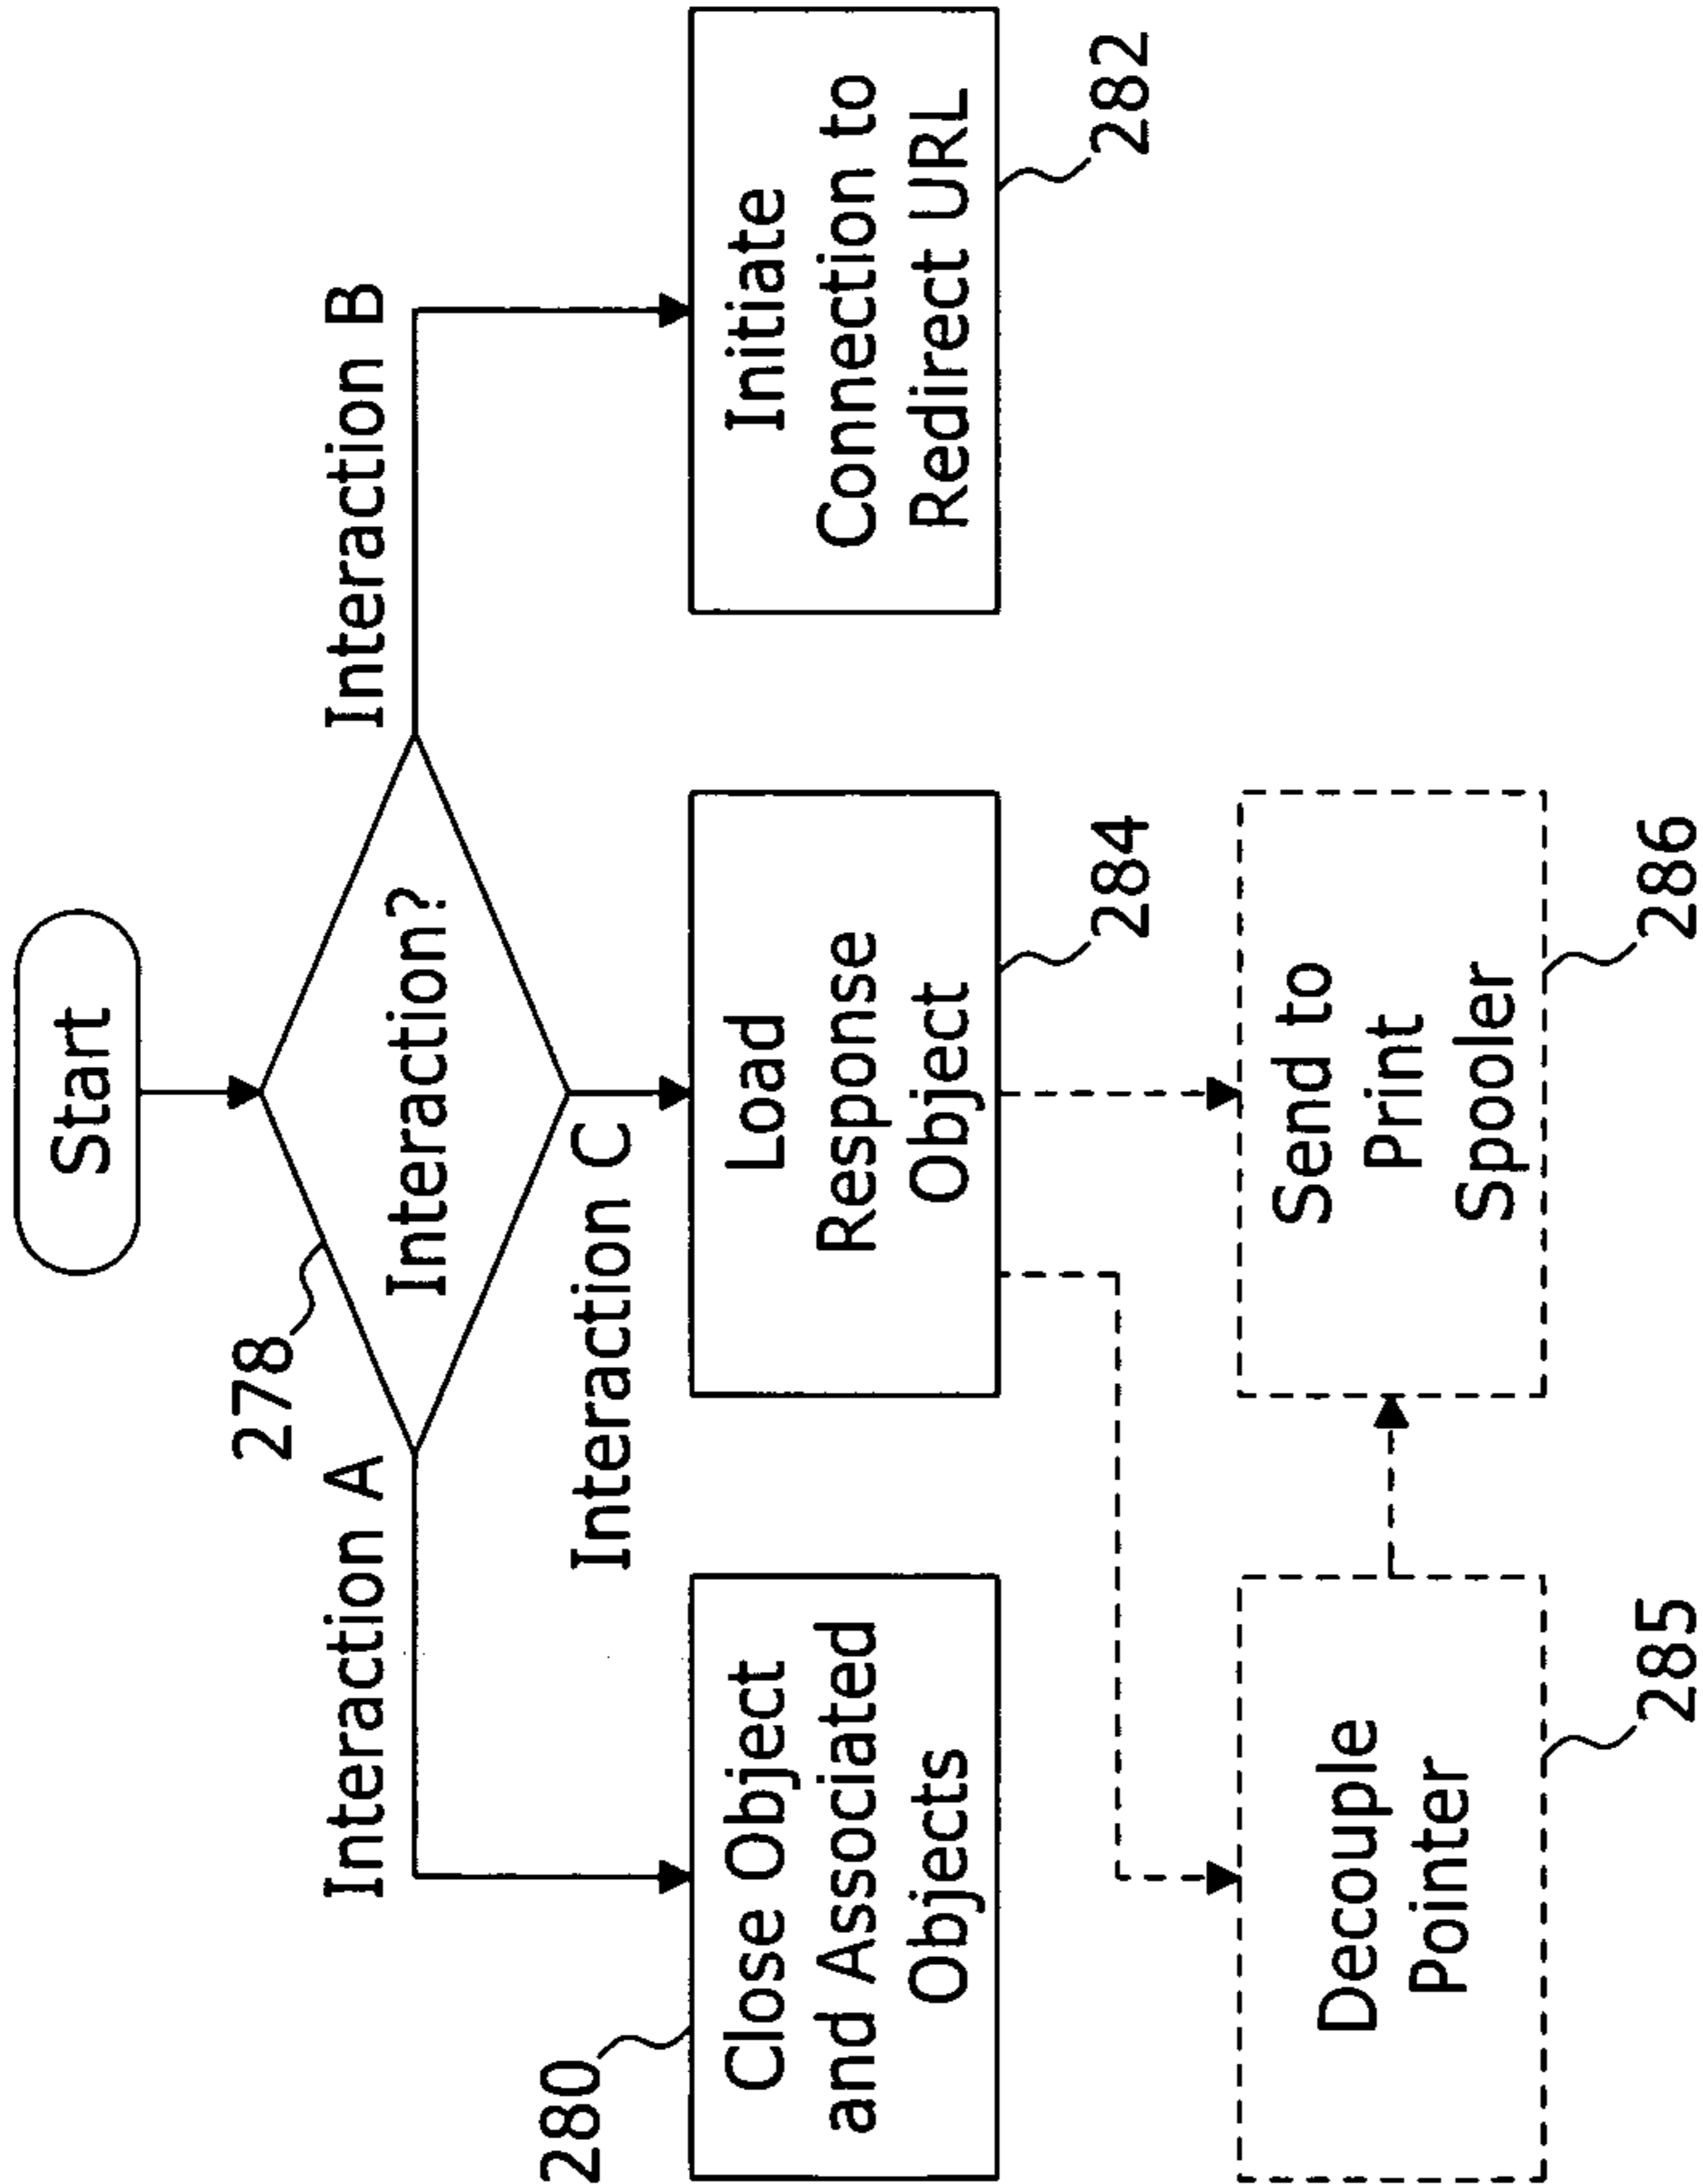 Start
278
Interaction?
Interaction A
Interaction B
Interaction C
280
Close Object
and Associated
Objects
Load
Response
Object
284
Initiate
Connection to
Redirect URL
282
Decouple
Pointer
285
Send to
Print
Spooler
286